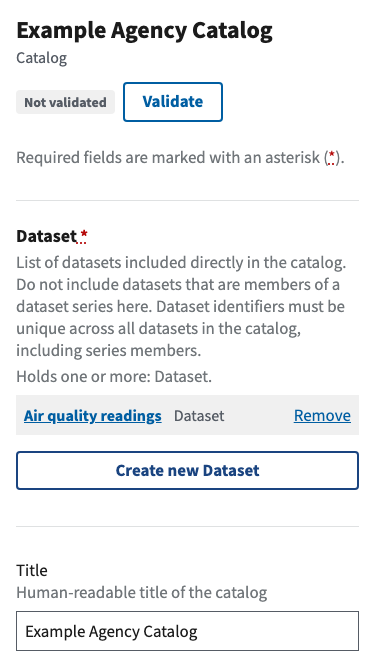 Example Agency Catalog
Catalog
Not validated
Validate
Required fields are marked with an asterisk (*).
Dataset *
List of datasets included directly in the catalog.
Do not include datasets that are members of a
dataset series here. Dataset identifiers must be
unique across all datasets in the catalog,
including series members.
Holds one or more: Dataset.
Air quality readings Dataset Remove
Create new Dataset
Title
Human-readable title of the catalog
Example Agency Catalog